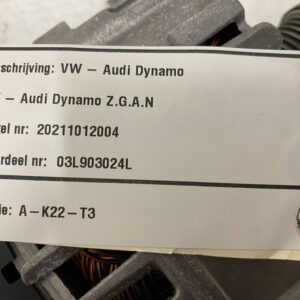 schrijving: VW – Audi Dynamo
– Audi Dynamo Z.G.A.N
el nr: 20211012004
rdeel nr: 03L903024L
ie: A–K22–T3